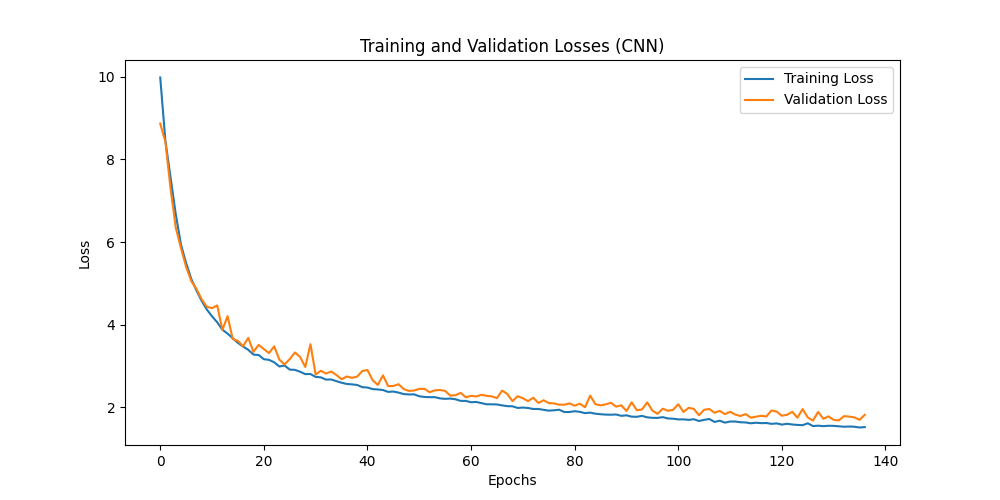 Training and Validation Losses (CNN)
Training Loss
Validation Loss
Loss
10
8
6
4
2
0 20 40 60 80 100 120 140
Epochs